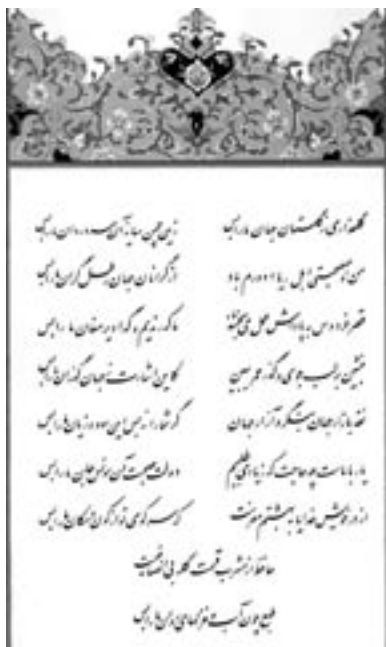 گلعذاری ز گلستان جهان ما را بس زین چمن سایه آن سرو روان ما را بس
من و همصحبتی اهل ریا دورم باد از گرانان جهان رطل گران ما را بس
قصر فردوس به پاداش عمل می‌بخشند ما که رندیم و گدا دیر مغان ما را بس
بنشین بر لب جوی و گذر عمر ببین کاین اشارت ز جهان گذران ما را بس
نقد بازار جهان بنگر و آزار جهان گر شما را نه بس این سود و زیان ما را بس
یار با ماست چه حاجت که زیادت طلبیم دولت صحبت آن مونس جان ما را بس
از در خویش خدایا به بهشتم مفرست که سر کوی تو از کون و مکان ما را بس
حافظ از مشرب قسمت گله بی‌انصافیست
طبع چون آب و غزلهای روان ما را بس